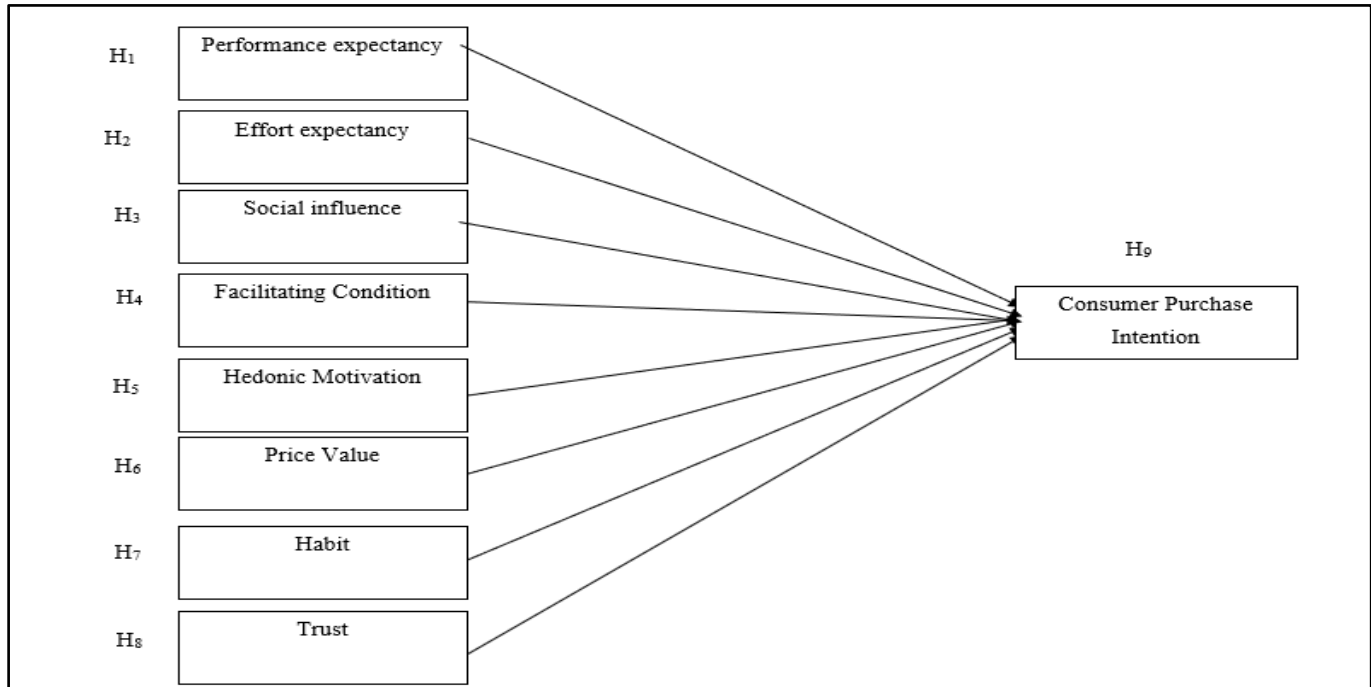 H₁
Performance expectancy
H₂
Effort expectancy
H₃
Social influence
H₄
Facilitating Condition
H₅
Hedonic Motivation
H₆
Price Value
H₇
Habit
H₈
Trust
H₉
Consumer Purchase
Intention